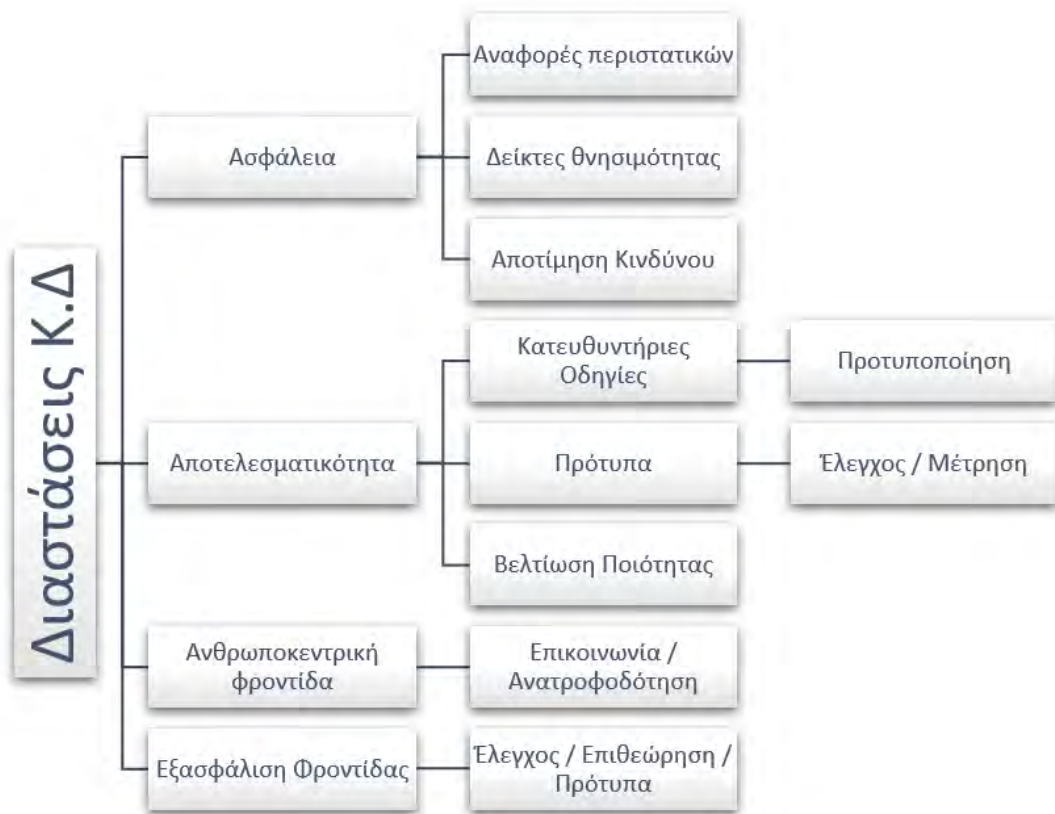 Διαστάσεις Κ.Δ
Ασφάλεια
Αναφορές περιστατικών
Δείκτες θνησιμότητας
Αποτίμηση Κινδύνου
Αποτελεσματικότητα
Κατευθυντήριες
Οδηγίες
Προτυποποίηση
Πρότυπα
Έλεγχος / Μέτρηση
Βελτίωση Ποιότητας
Ανθρωποκεντρική
φροντίδα
Επικοινωνία /
Ανατροφοδότηση
Εξασφάλιση Φροντίδας
Έλεγχος / Επιθεώρηση /
Πρότυπα